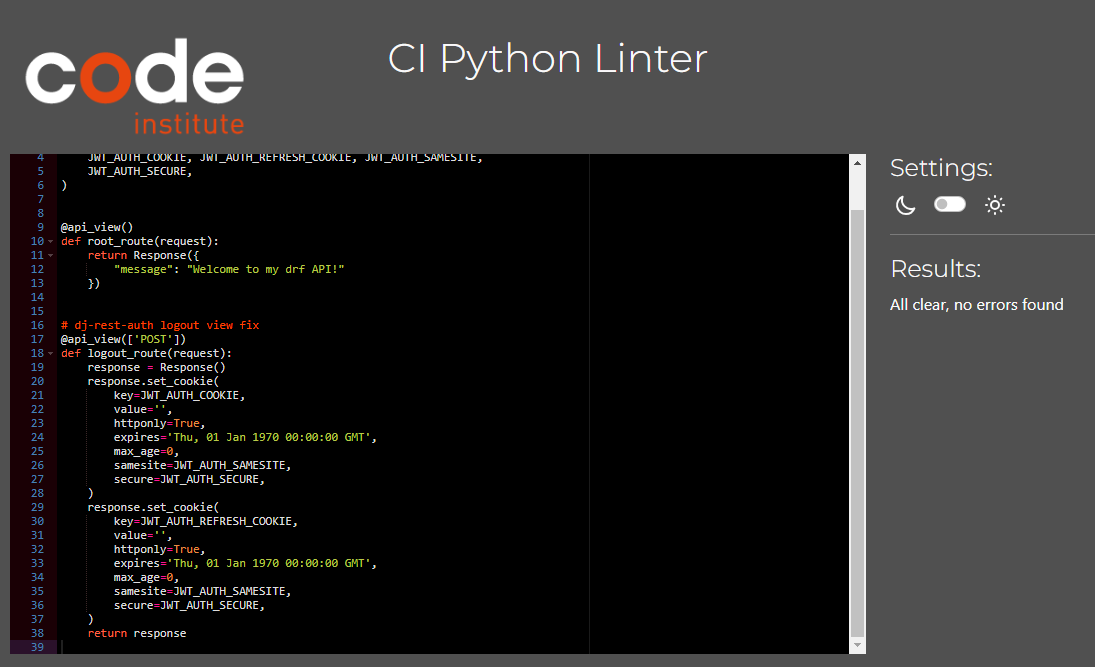 code
institute
CI Python Linter
4 JWT_AUTH_COOKIE, JWT_AUTH_REFRESH_COOKIE, JWT_AUTH_SAMESITE,
5 JWT_AUTH_SECURE,
6 )
7
8
9 @api_view()
10 def root_route(request):
11 return Response({
12 "message": "Welcome to my drf API!"
13 })
14
15
16 # dj-rest-auth logout view fix
17 @api_view(['POST'])
18 def logout_route(request):
19 response = Response()
20 response.set_cookie(
21 key=JWT_AUTH_COOKIE,
22 value='',
23 httponly=True,
24 expires='Thu, 01 Jan 1970 00:00:00 GMT',
25 max_age=0,
26 samesite=JWT_AUTH_SAMESITE,
27 secure=JWT_AUTH_SECURE,
28 )
29 response.set_cookie(
30 key=JWT_AUTH_REFRESH_COOKIE,
31 value='',
32 httponly=True,
33 expires='Thu, 01 Jan 1970 00:00:00 GMT',
34 max_age=0,
35 samesite=JWT_AUTH_SAMESITE,
36 secure=JWT_AUTH_SECURE,
37 )
38 return response
39
Settings:
Results:
All clear, no errors found